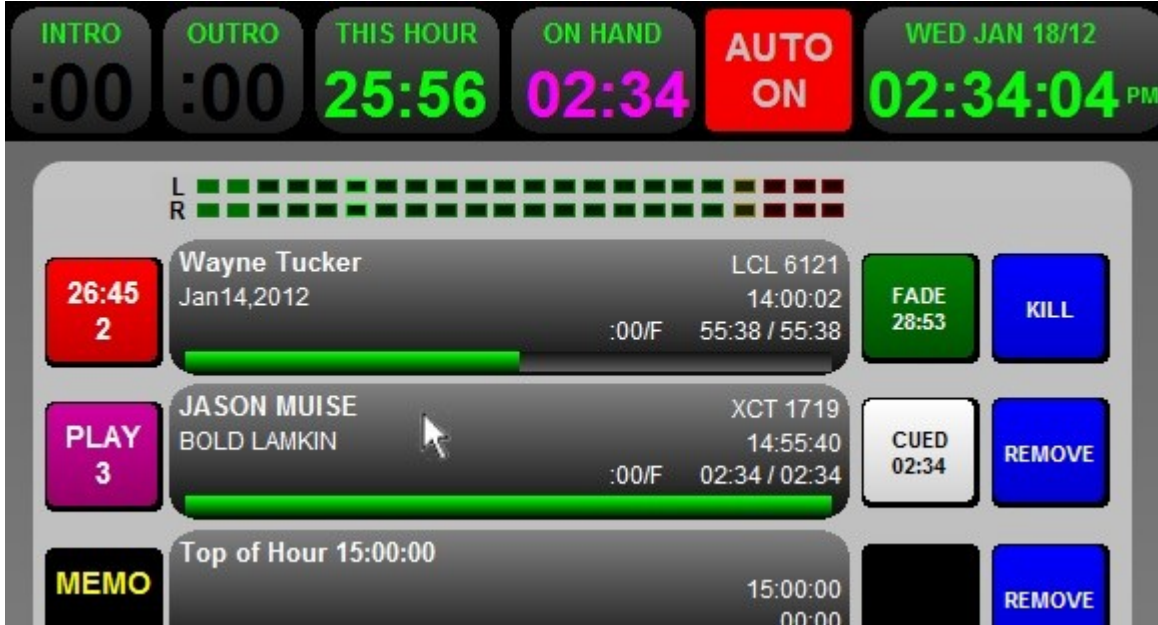 INTRO
:00
OUTRO
:00
THIS HOUR
25:56
ON HAND
02:34
AUTO
ON
WED JAN 18/12
02:34:04 PM
L
R
26:45
2
Wayne Tucker
LCL 6121
Jan14,2012
14:00:02
:00/F 55:38 / 55:38
FADE
28:53
KILL
PLAY
3
JASON MUISE
XCT 1719
BOLD LAMKIN
14:55:40
:00/F 02:34 / 02:34
CUED
02:34
REMOVE
MEMO
Top of Hour 15:00:00
15:00:00
00:00
REMOVE